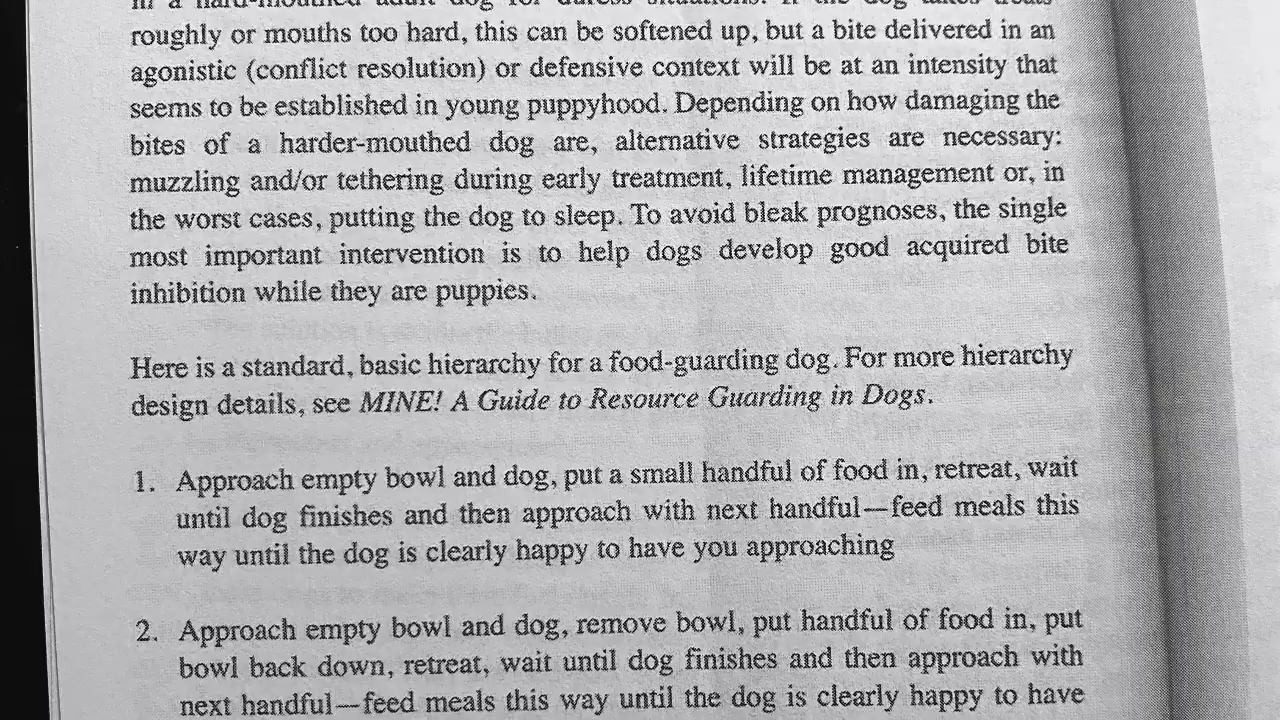 roughly or mouths too hard, this can be softened up, but a bite delivered in an
agonistic (conflict resolution) or defensive context will be at an intensity that
seems to be established in young puppyhood. Depending on how damaging the
bites of a harder-mouthed dog are, alternative strategies are necessary:
muzzling and/or tethering during early treatment, lifetime management or, in
the worst cases, putting the dog to sleep. To avoid bleak prognoses, the single
most important intervention is to help dogs develop good acquired bite
inhibition while they are puppies.
Here is a standard, basic hierarchy for a food-guarding dog. For more hierarchy
design details, see MINE! A Guide to Resource Guarding in Dogs.
1. Approach empty bowl and dog, put a small handful of food in, retreat, wait
until dog finishes and then approach with next handful—feed meals this
way until the dog is clearly happy to have you approaching
2. Approach empty bowl and dog, remove bowl, put handful of food in, put
bowl back down, retreat, wait until dog finishes and then approach with
next handful—feed meals this way until the dog is clearly happy to have